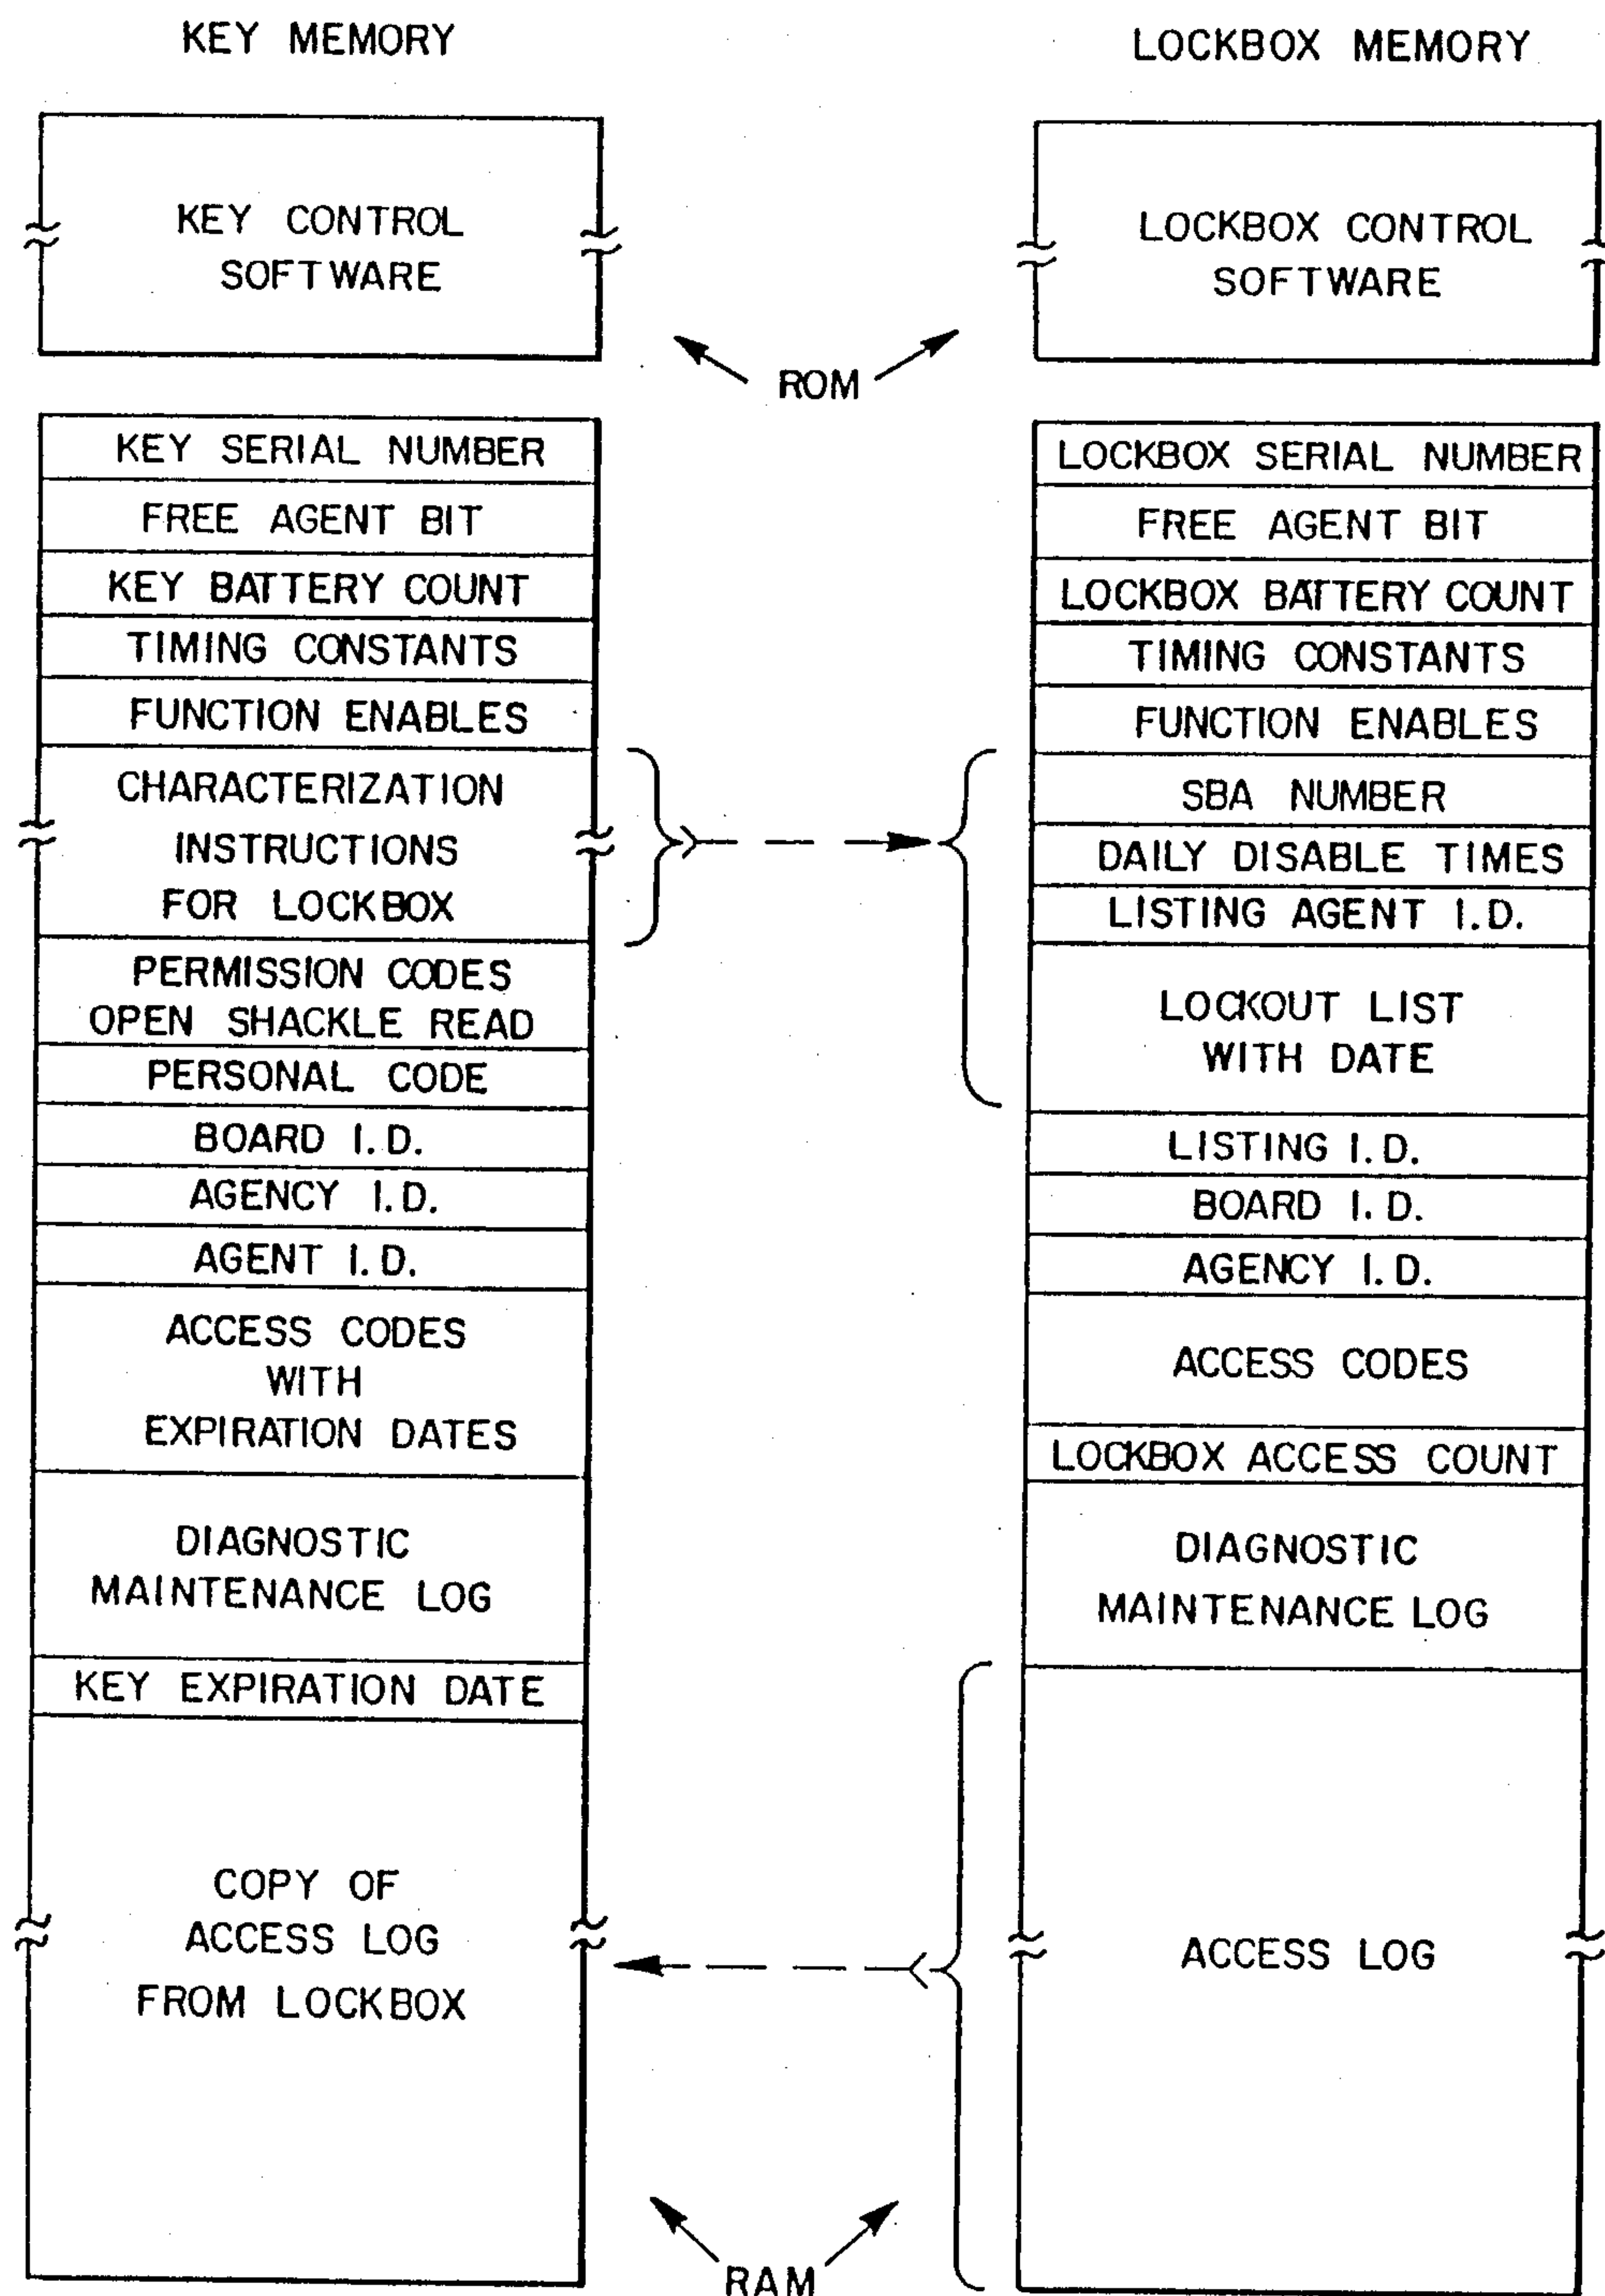 KEY MEMORY
KEY CONTROL
SOFTWARE
ROM
KEY SERIAL NUMBER
FREE AGENT BIT
KEY BATTERY COUNT
TIMING CONSTANTS
FUNCTION ENABLES
CHARACTERIZATION
INSTRUCTIONS
FOR LOCKBOX
PERMISSION CODES
OPEN SHACKLE READ
PERSONAL CODE
BOARD I.D.
AGENCY I.D.
AGENT I.D.
ACCESS CODES
WITH
EXPIRATION DATES
DIAGNOSTIC
MAINTENANCE LOG
KEY EXPIRATION DATE
COPY OF
ACCESS LOG
FROM LOCKBOX
RAM
LOCKBOX MEMORY
LOCKBOX CONTROL
SOFTWARE
LOCKBOX SERIAL NUMBER
FREE AGENT BIT
LOCKBOX BATTERY COUNT
TIMING CONSTANTS
FUNCTION ENABLES
SBA NUMBER
DAILY DISABLE TIMES
LISTING AGENT I.D.
LOCKOUT LIST
WITH DATE
LISTING I.D.
BOARD I.D.
AGENCY I.D.
ACCESS CODES
LOCKBOX ACCESS COUNT
DIAGNOSTIC
MAINTENANCE LOG
ACCESS LOG